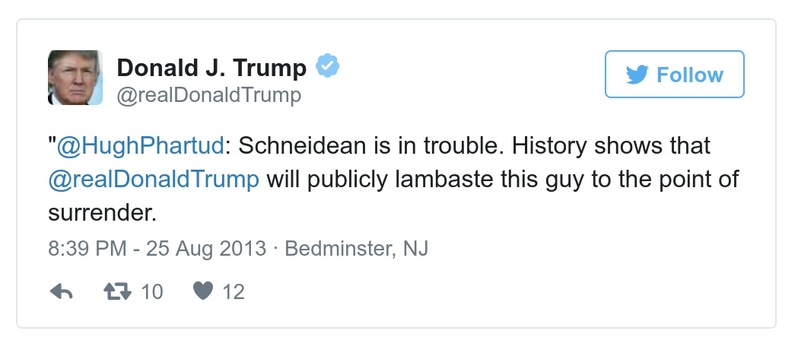 Donald J. Trump
@realDonaldTrump
Follow
"@HughPhartud: Schneidean is in trouble. History shows that
@realDonaldTrump will publicly lambaste this guy to the point of
surrender.
8:39 PM - 25 Aug 2013 · Bedminster, NJ
10 12